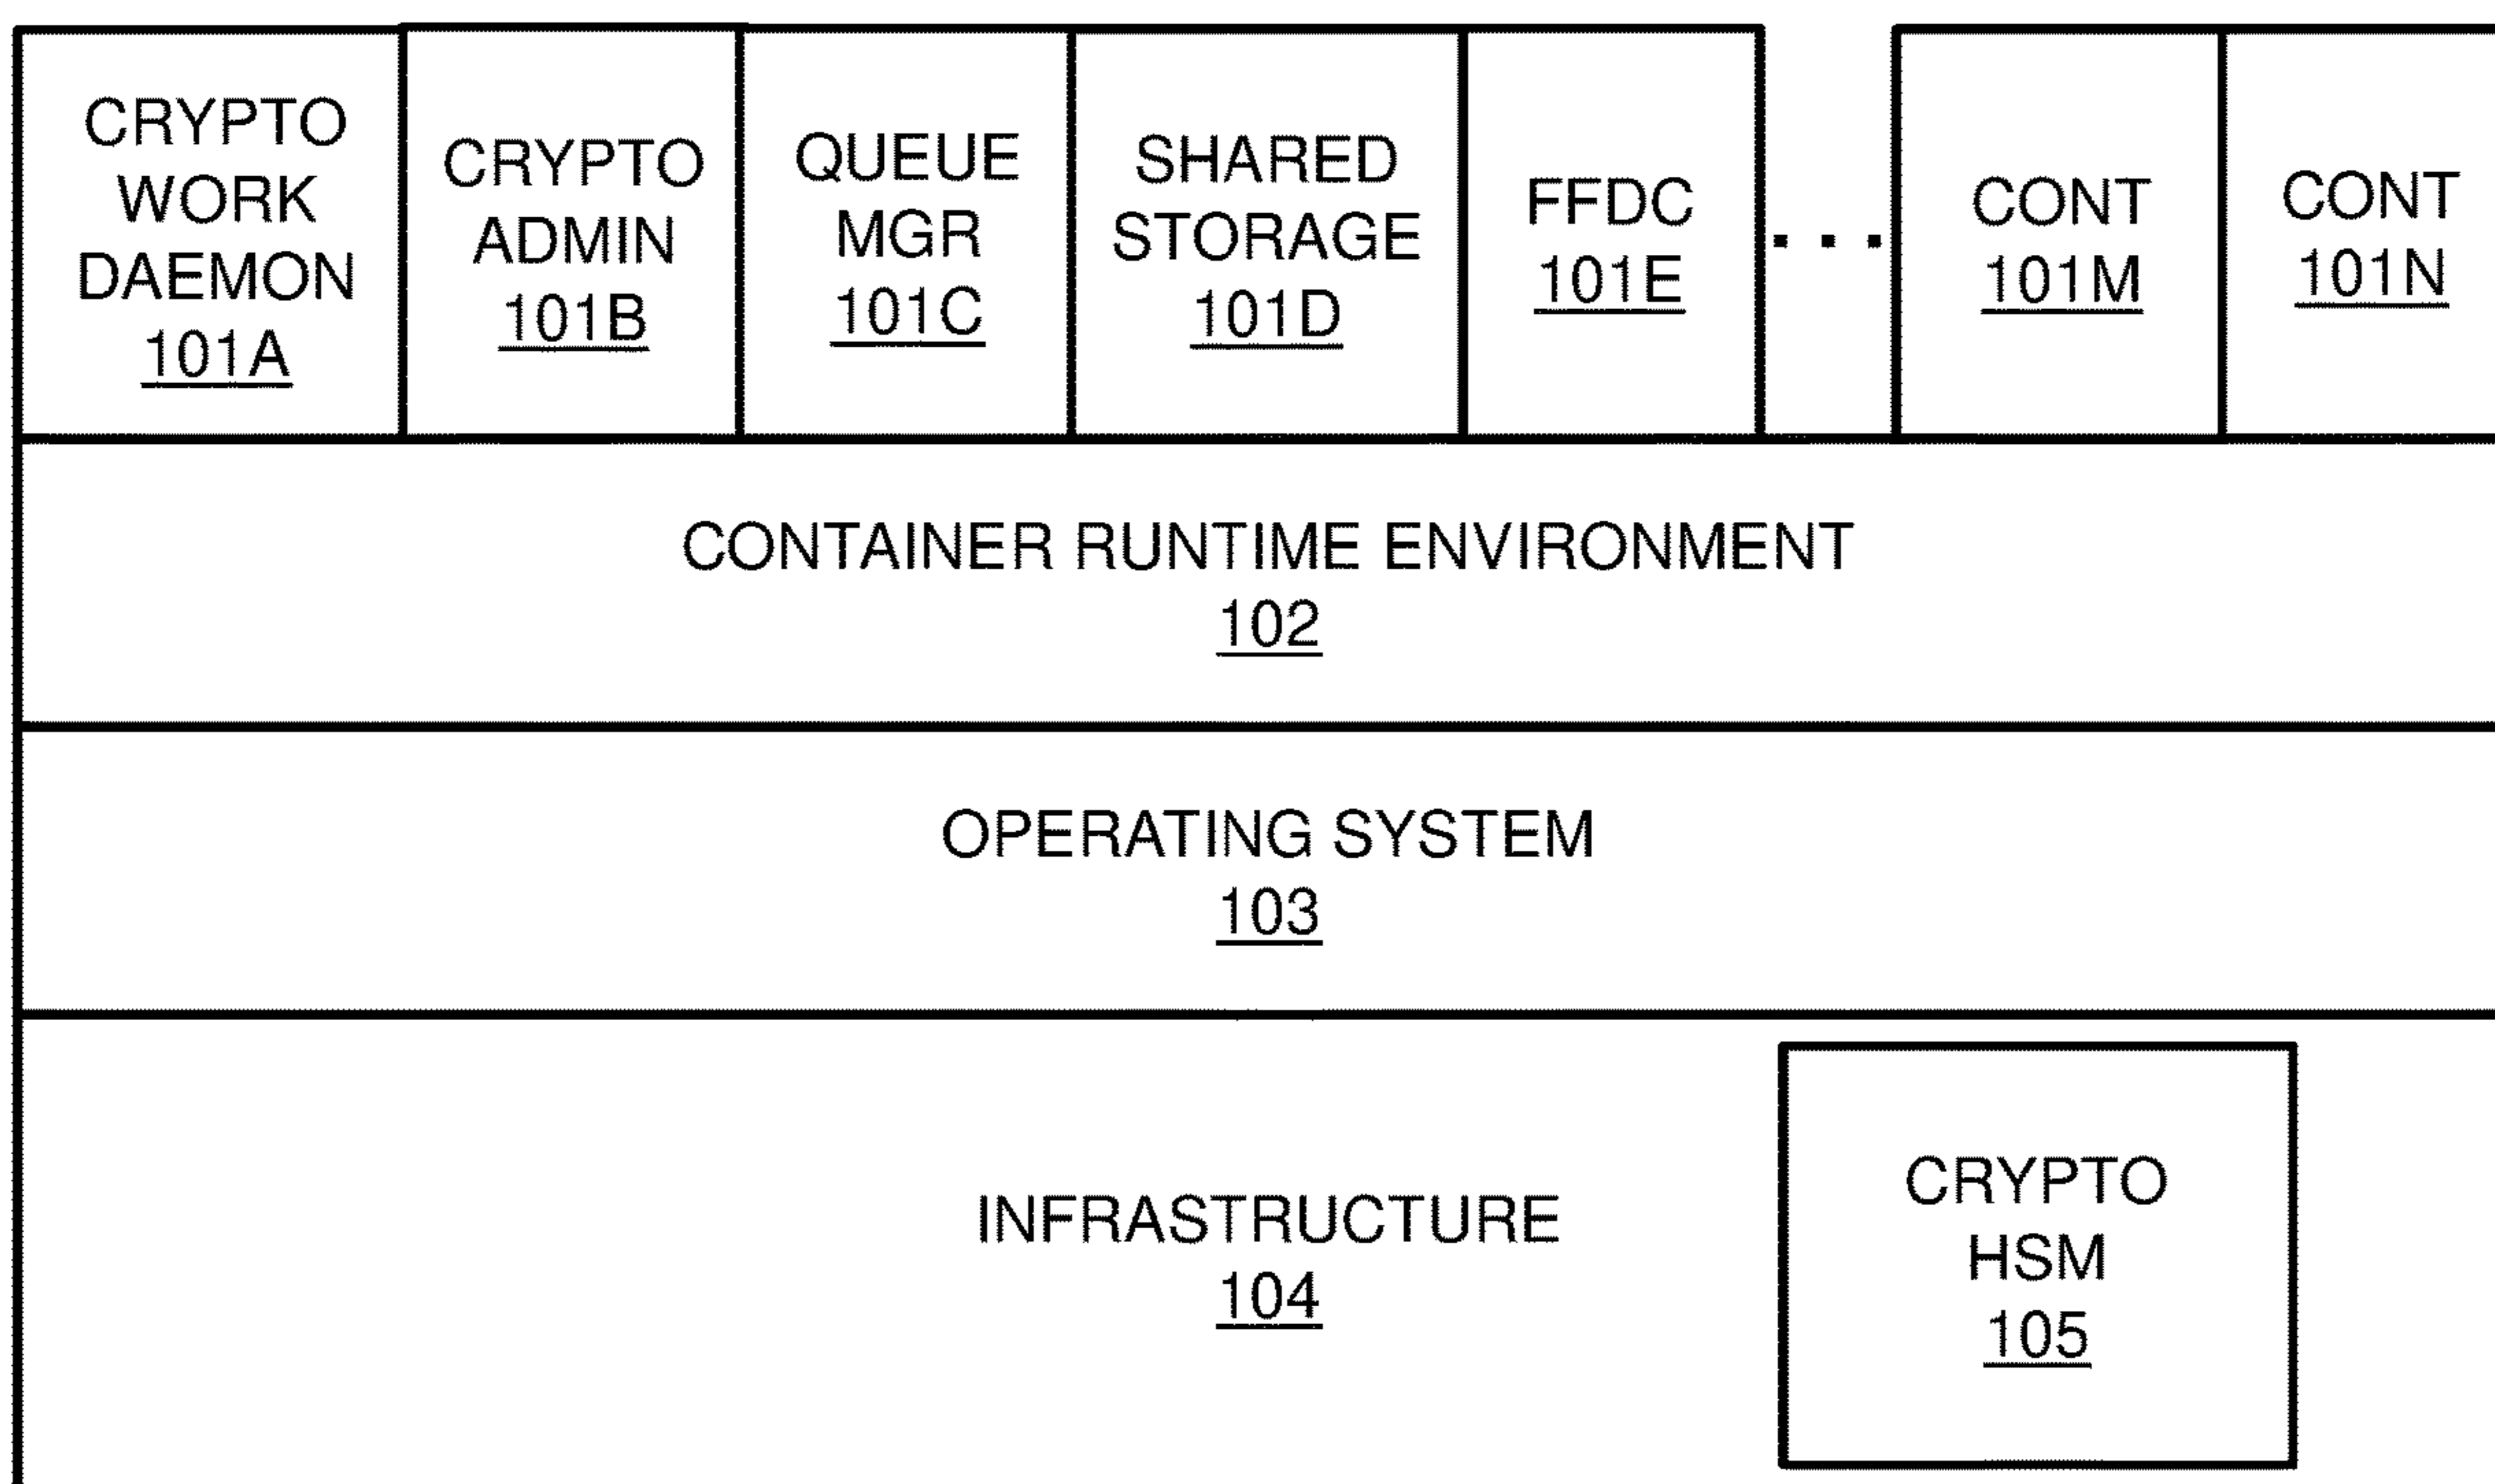 CRYPTO
WORK
DAEMON
101A
CRYPTO
ADMIN
101B
QUEUE
MGR
101C
SHARED
STORAGE
101D
FFDC
101E
...
CONT
101M
CONT
101N
CONTAINER RUNTIME ENVIRONMENT
102
OPERATING SYSTEM
103
INFRASTRUCTURE
104
CRYPTO
HSM
105